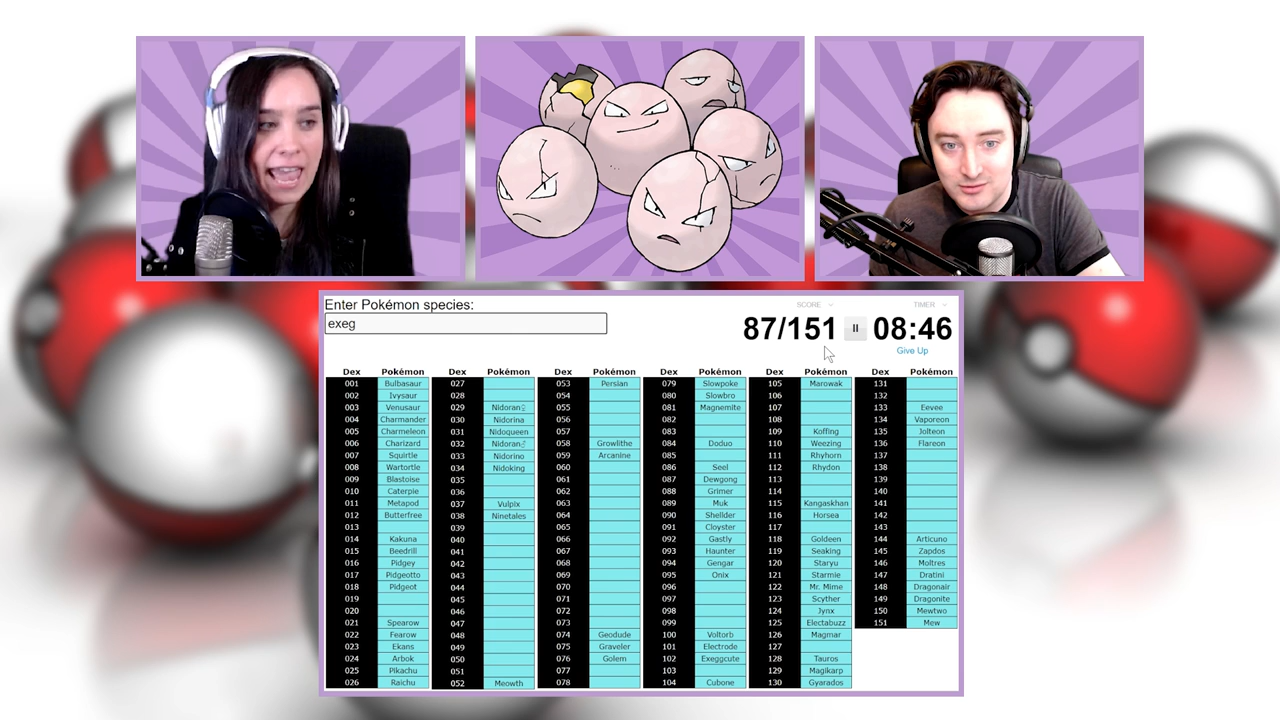 Enter Pokémon species:
SCORE
TIMER
exeg
87/151
08:46
Give Up
Dex Pokémon Dex Pokémon Dex Pokémon Dex Pokémon Dex Pokémon Dex Pokémon
001 Bulbasaur 027 053 Persian 079 Slowpoke 105 Marowak 131
002 Ivysaur 028 054 080 Slowbro 106 132
003 Venusaur 029 Nidoran♀ 055 081 Magnemite 107 133 Eevee
004 Charmander 030 Nidorina 056 082 108 134 Vaporeon
005 Charmeleon 031 Nidoqueen 057 083 109 Koffing 135 Jolteon
006 Charizard 032 Nidoran♂ 058 Growlithe 084 Doduo 110 Weezing 136 Flareon
007 Squirtle 033 Nidorino 059 Arcanine 085 111 Rhyhorn 137
008 Wartortle 034 Nidoking 060 086 Seel 112 Rhydon 138
009 Blastoise 035 061 087 Dewgong 113 139
010 Caterpie 036 062 088 Grimer 114 140
011 Metapod 037 Vulpix 063 089 Muk 115 Kangaskhan 141
012 Butterfree 038 Ninetales 064 090 Shellder 116 Horsea 142
013 039 065 091 Cloyster 117 143
014 Kakuna 040 066 092 Gastly 118 Goldeen 144 Articuno
015 Beedrill 041 067 093 Haunter 119 Seaking 145 Zapdos
016 Pidgey 042 068 094 Gengar 120 Staryu 146 Moltres
017 Pidgeotto 043 069 095 Onix 121 Starmie 147 Dratini
018 Pidgeot 044 070 096 122 Mr. Mime 148 Dragonair
019 045 071 097 123 Scyther 149 Dragonite
020 046 072 098 124 Jynx 150 Mewtwo
021 Spearow 047 073 099 125 Electabuzz 151 Mew
022 Fearow 048 074 Geodude 100 Voltorb 126 Magmar
023 Ekans 049 075 Graveler 101 Electrode 127
024 Arbok 050 076 Golem 102 Exeggcute 128 Tauros
025 Pikachu 051 077 103 129 Magikarp
026 Raichu 052 Meowth 078 104 Cubone 130 Gyarados